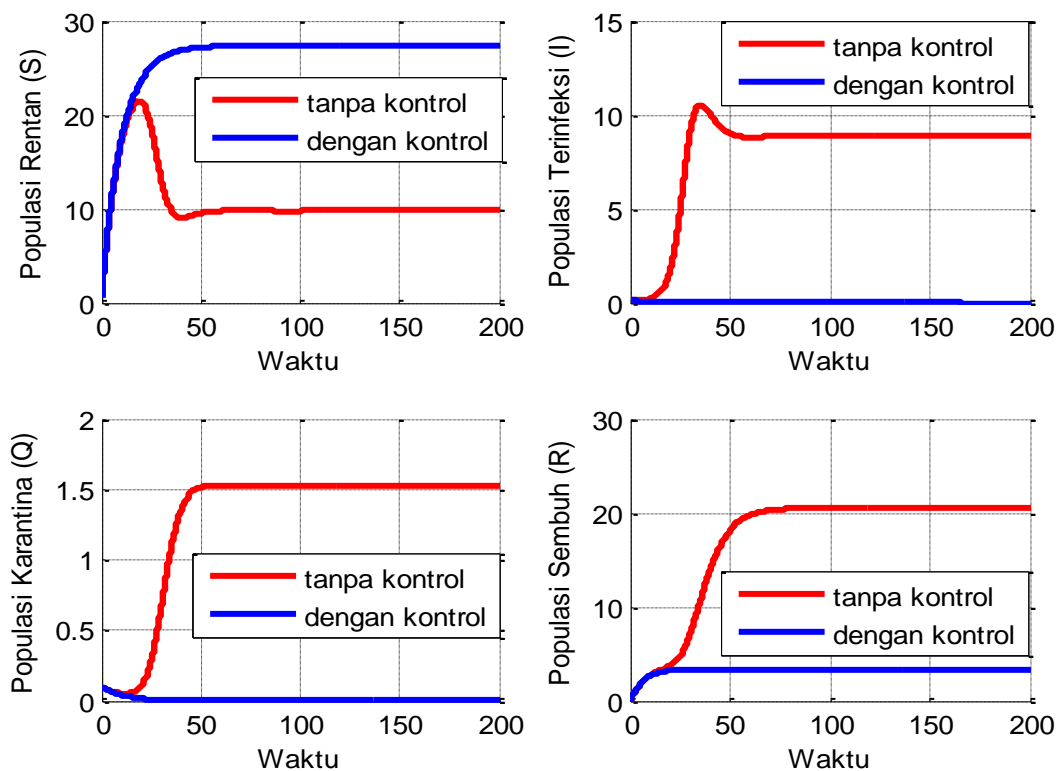 Populasi Rentan (S)
30
20
10
0
tanpa kontrol
dengan kontrol
0 50 100 150 200
Waktu
Populasi Terinfeksi (I)
15
10
5
0
tanpa kontrol
dengan kontrol
0 50 100 150 200
Waktu
Populasi Karantina (Q)
2
1.5
1
0.5
0
tanpa kontrol
dengan kontrol
0 50 100 150 200
Waktu
Populasi Sembuh (R)
30
20
10
0
tanpa kontrol
dengan kontrol
0 50 100 150 200
Waktu